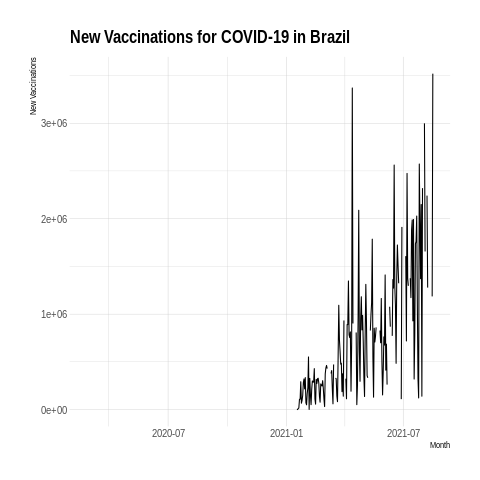 New Vaccinations for COVID-19 in Brazil
New Vaccinations
3e+06
2e+06
1e+06
0e+00
2020-07
2021-01
2021-07
Month